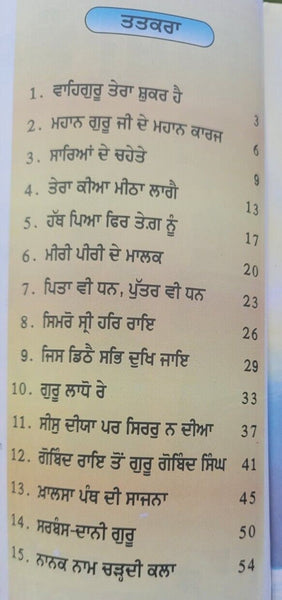 ਤਤਕਰਾ
1. ਵਾਹਿਗੁਰੂ ਤੇਰਾ ਸ਼ੁਕਰ ਹੈ 3
2. ਮਹਾਨ ਗੁਰੂ ਜੀ ਦੇ ਮਹਾਨ ਕਾਰਜ 6
3. ਸਾਰਿਆਂ ਦੇ ਚਹੇਤੇ 9
4. ਤੇਰਾ ਕੀਆ ਮੀਠਾ ਲਾਗੈ 13
5. ਹੱਥ ਪਿਆ ਫਿਰ ਤੇ.ਗ ਨੂੰ 17
6. ਮੀਰੀ ਪੀਰੀ ਦੇ ਮਾਲਕ 20
7. ਪਿਤਾ ਵੀ ਧਨ, ਪੁੱਤਰ ਵੀ ਧਨ 23
8. ਸਿਮਰੋ ਸ੍ਰੀ ਹਰਿ ਰਾਇ 26
9. ਜਿਸ ਡਿਠੈ ਸਭਿ ਦੁਖਿ ਜਾਇ 29
10. ਗੁਰੂ ਲਾਧੋ ਰੇ 33
11. ਸੀਸੁ ਦੀਯਾ ਪਰ ਸਿਰਰੁ ਨ ਦੀਆ 37
12. ਗੋਬਿੰਦ ਰਾਇ ਤੋਂ ਗੁਰੂ ਗੋਬਿੰਦ ਸਿੰਘ 41
13. ਖ਼ਾਲਸਾ ਪੰਥ ਦੀ ਸਾਜਨਾ 45
14. ਸਰਬੰਸ-ਦਾਨੀ ਗੁਰੂ 50
15. ਨਾਨਕ ਨਾਮ ਚੜ੍ਹਦੀ ਕਲਾ 54